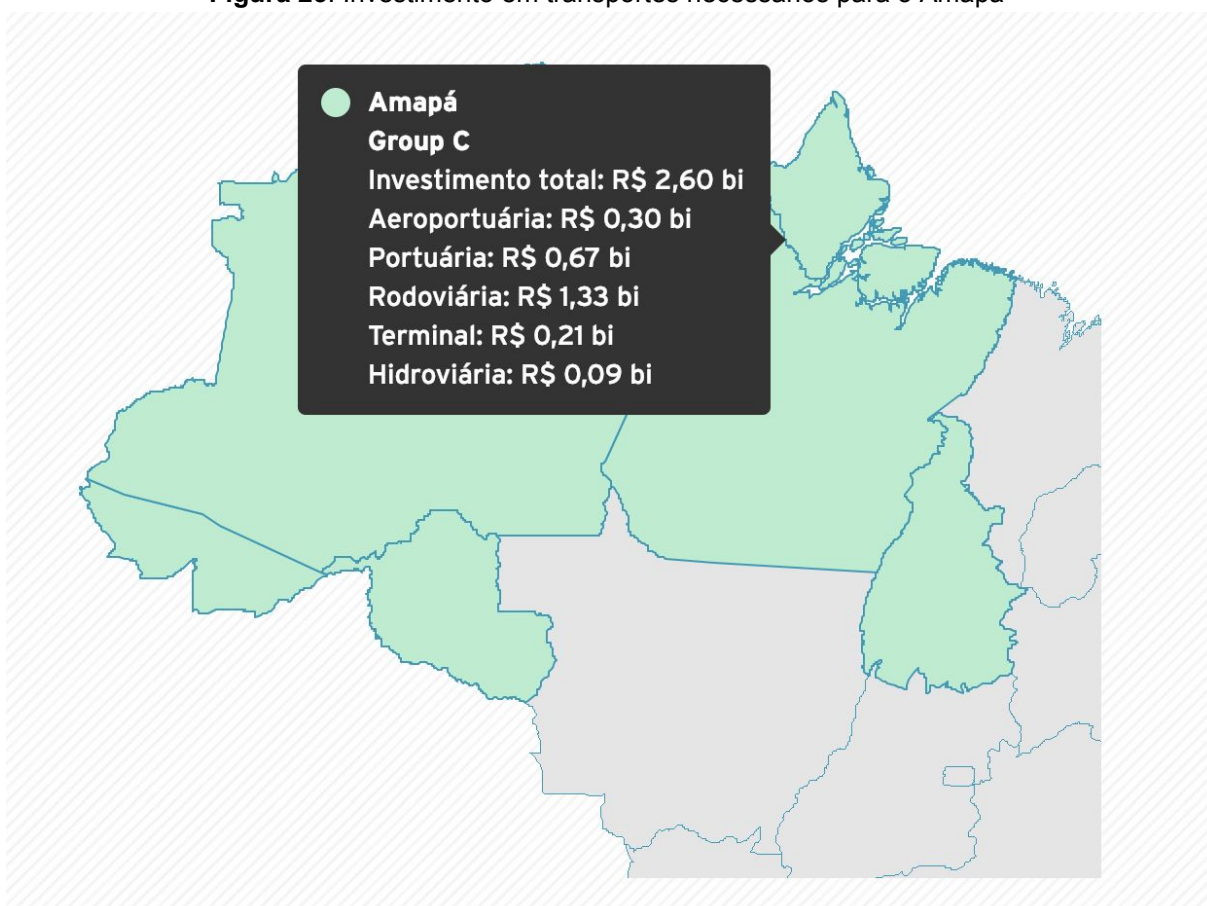 Amapá
Group C
Investimento total: R$ 2,60 bi
Aeroportuária: R$ 0,30 bi
Portuária: R$ 0,67 bi
Rodoviária: R$ 1,33 bi
Terminal: R$ 0,21 bi
Hidroviária: R$ 0,09 bi